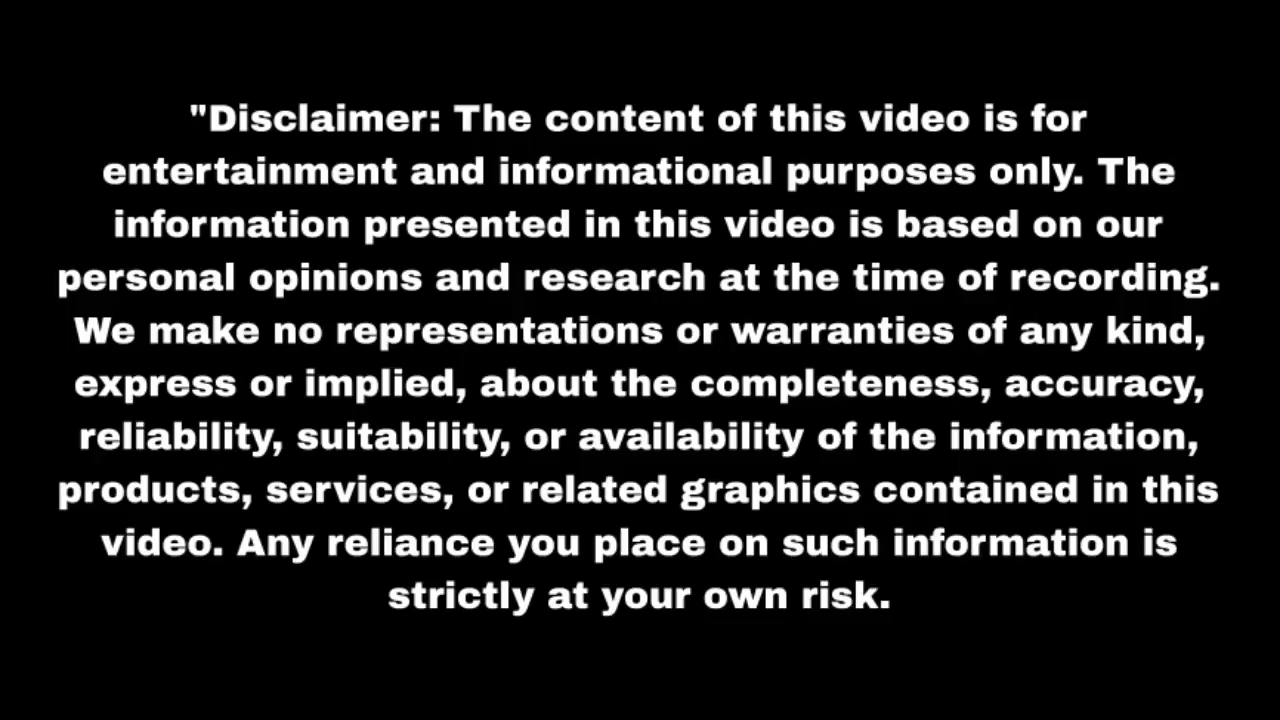 "Disclaimer: The content of this video is for
entertainment and informational purposes only. The
information presented in this video is based on our
personal opinions and research at the time of recording.
We make no representations or warranties of any kind,
express or implied, about the completeness, accuracy,
reliability, suitability, or availability of the information,
products, services, or related graphics contained in this
video. Any reliance you place on such information is
strictly at your own risk.